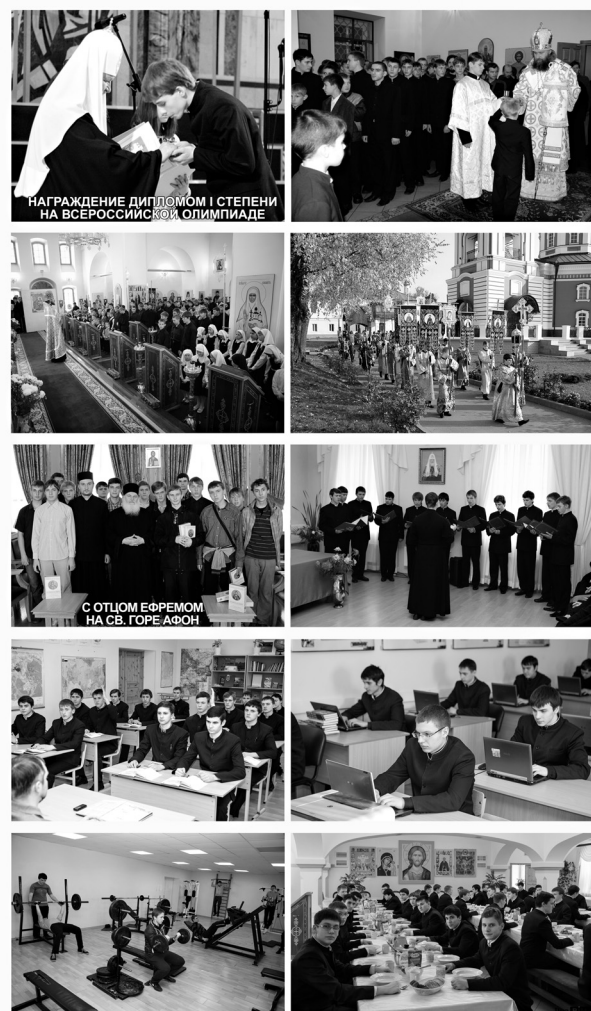 НАГРАЖДЕНИЕ ДИПЛОМОМ I СТЕПЕНИ
НА ВСЕРОССИЙСКОЙ ОЛИМПИАДЕ
С ОТЦОМ ЕФРЕМОМ
НА СВ. ГОРЕ АФОН